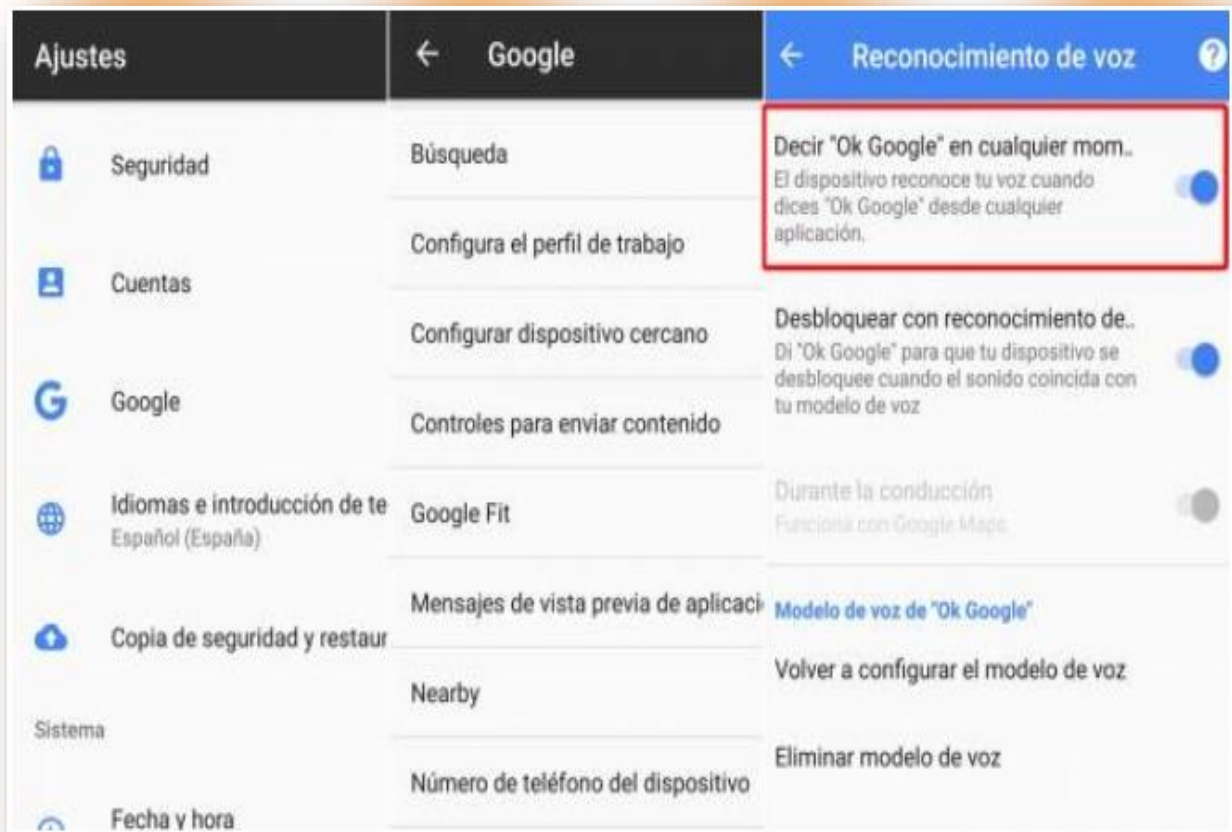 Ajustes
Seguridad
Cuentas
Google
Idiomas e introducción de te
Español (España)
Copia de seguridad y restaur
Sistema
Fecha y hora
Google
Búsqueda
Configura el perfil de trabajo
Configurar dispositivo cercano
Controles para enviar contenido
Google Fit
Mensajes de vista previa de aplicaci
Nearby
Número de teléfono del dispositivo
Reconocimiento de voz ?
Decir "Ok Google" en cualquier mom..
El dispositivo reconoce tu voz cuando
dices "Ok Google" desde cualquier
aplicación.
Desbloquear con reconocimiento de..
Di "Ok Google" para que tu dispositivo se
desbloquee cuando el sonido coincida con
tu modelo de voz
Durante la conducción
Funciona con Google Maps
Modelo de voz de "Ok Google"
Volver a configurar el modelo de voz
Eliminar modelo de voz